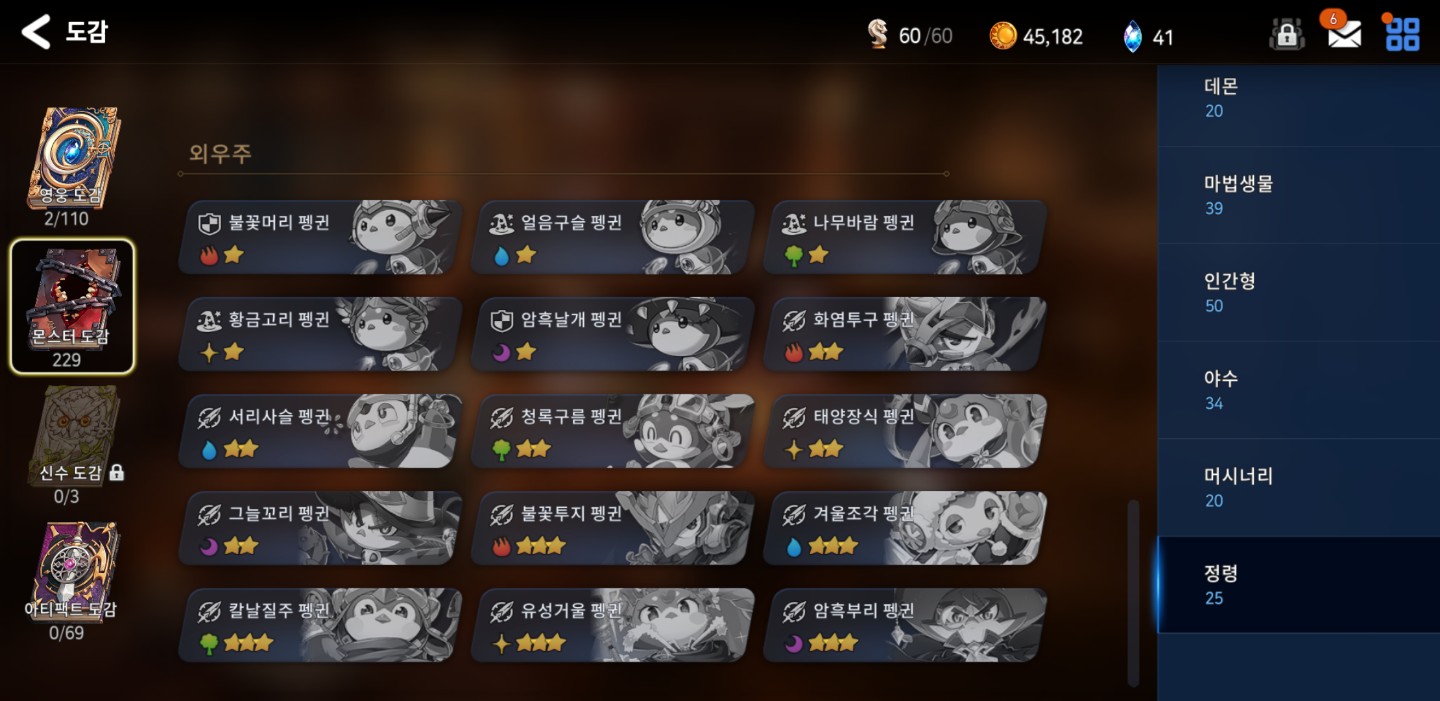 도감
60/60
45,182
41
6
영웅 도감
2/110
몬스터 도감
229
신수 도감
0/3
아티팩트 도감
0/69
외우주
불꽃머리 펭귄
얼음구슬 펭귄
나무바람 펭귄
황금고리 펭귄
암흑날개 펭귄
화염투구 펭귄
서리사슬 펭귄
청록구름 펭귄
태양장식 펭귄
그늘꼬리 펭귄
불꽃투지 펭귄
겨울조각 펭귄
칼날질주 펭귄
유성거울 펭귄
암흑부리 펭귄
데몬
20
마법생물
39
인간형
50
야수
34
머시너리
20
정령
25